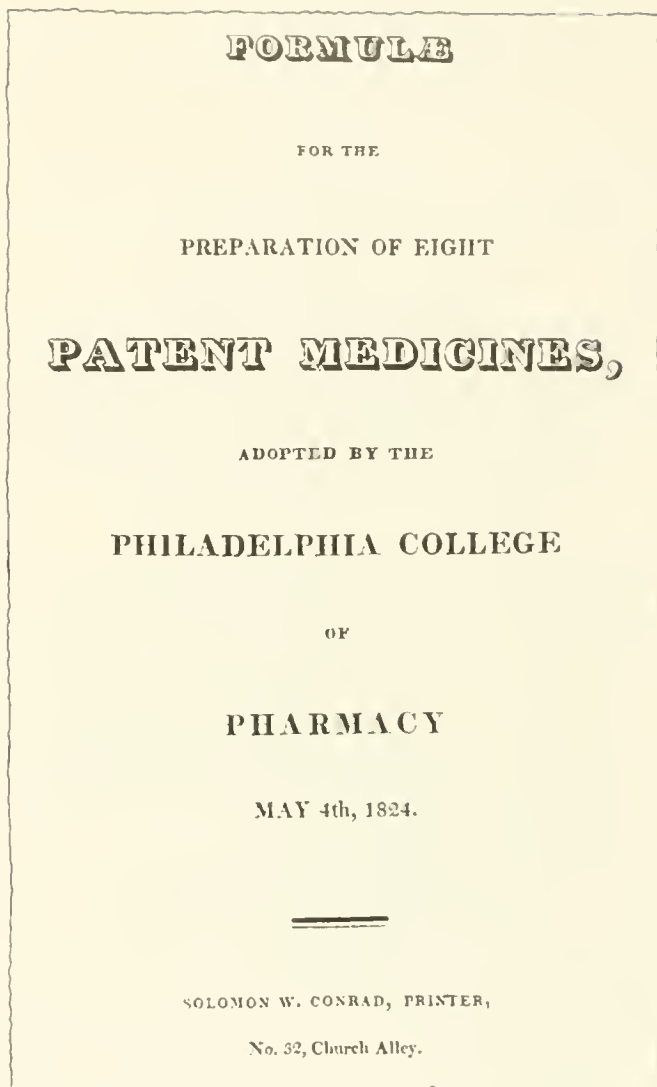 FORMULÆ
FOR THE
PREPARATION OF EIGHT
PATENT MEDICINES,
ADOPTED BY THE
PHILADELPHIA COLLEGE
OF
PHARMACY
MAY 4th, 1824.
SOLOMON W. CONRAD, PRINTER,
No. 32, Church Alley.